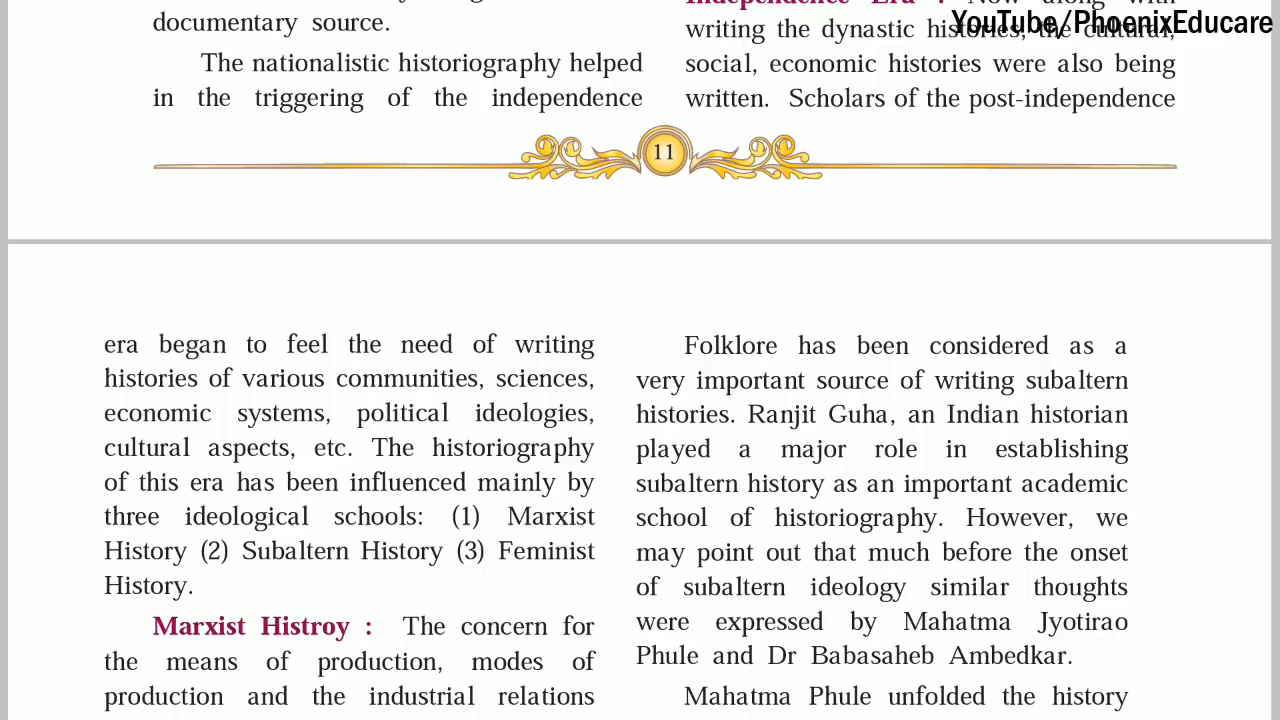 documentary source.
The nationalistic historiography helped
in the triggering of the independence
YouTube/PhoenixEducare
writing the dynastic histories, the cultural,
social, economic histories were also being
written. Scholars of the post-independence
11
era began to feel the need of writing
histories of various communities, sciences,
economic systems, political ideologies,
cultural aspects, etc. The historiography
of this era has been influenced mainly by
three ideological schools: (1) Marxist
History (2) Subaltern History (3) Feminist
History.
Marxist Histroy : The concern for
the means of production, modes of
production and the industrial relations
Folklore has been considered as a
very important source of writing subaltern
histories. Ranjit Guha, an Indian historian
played a major role in establishing
subaltern history as an important academic
school of historiography. However, we
may point out that much before the onset
of subaltern ideology similar thoughts
were expressed by Mahatma Jyotirao
Phule and Dr Babasaheb Ambedkar.
Mahatma Phule unfolded the history